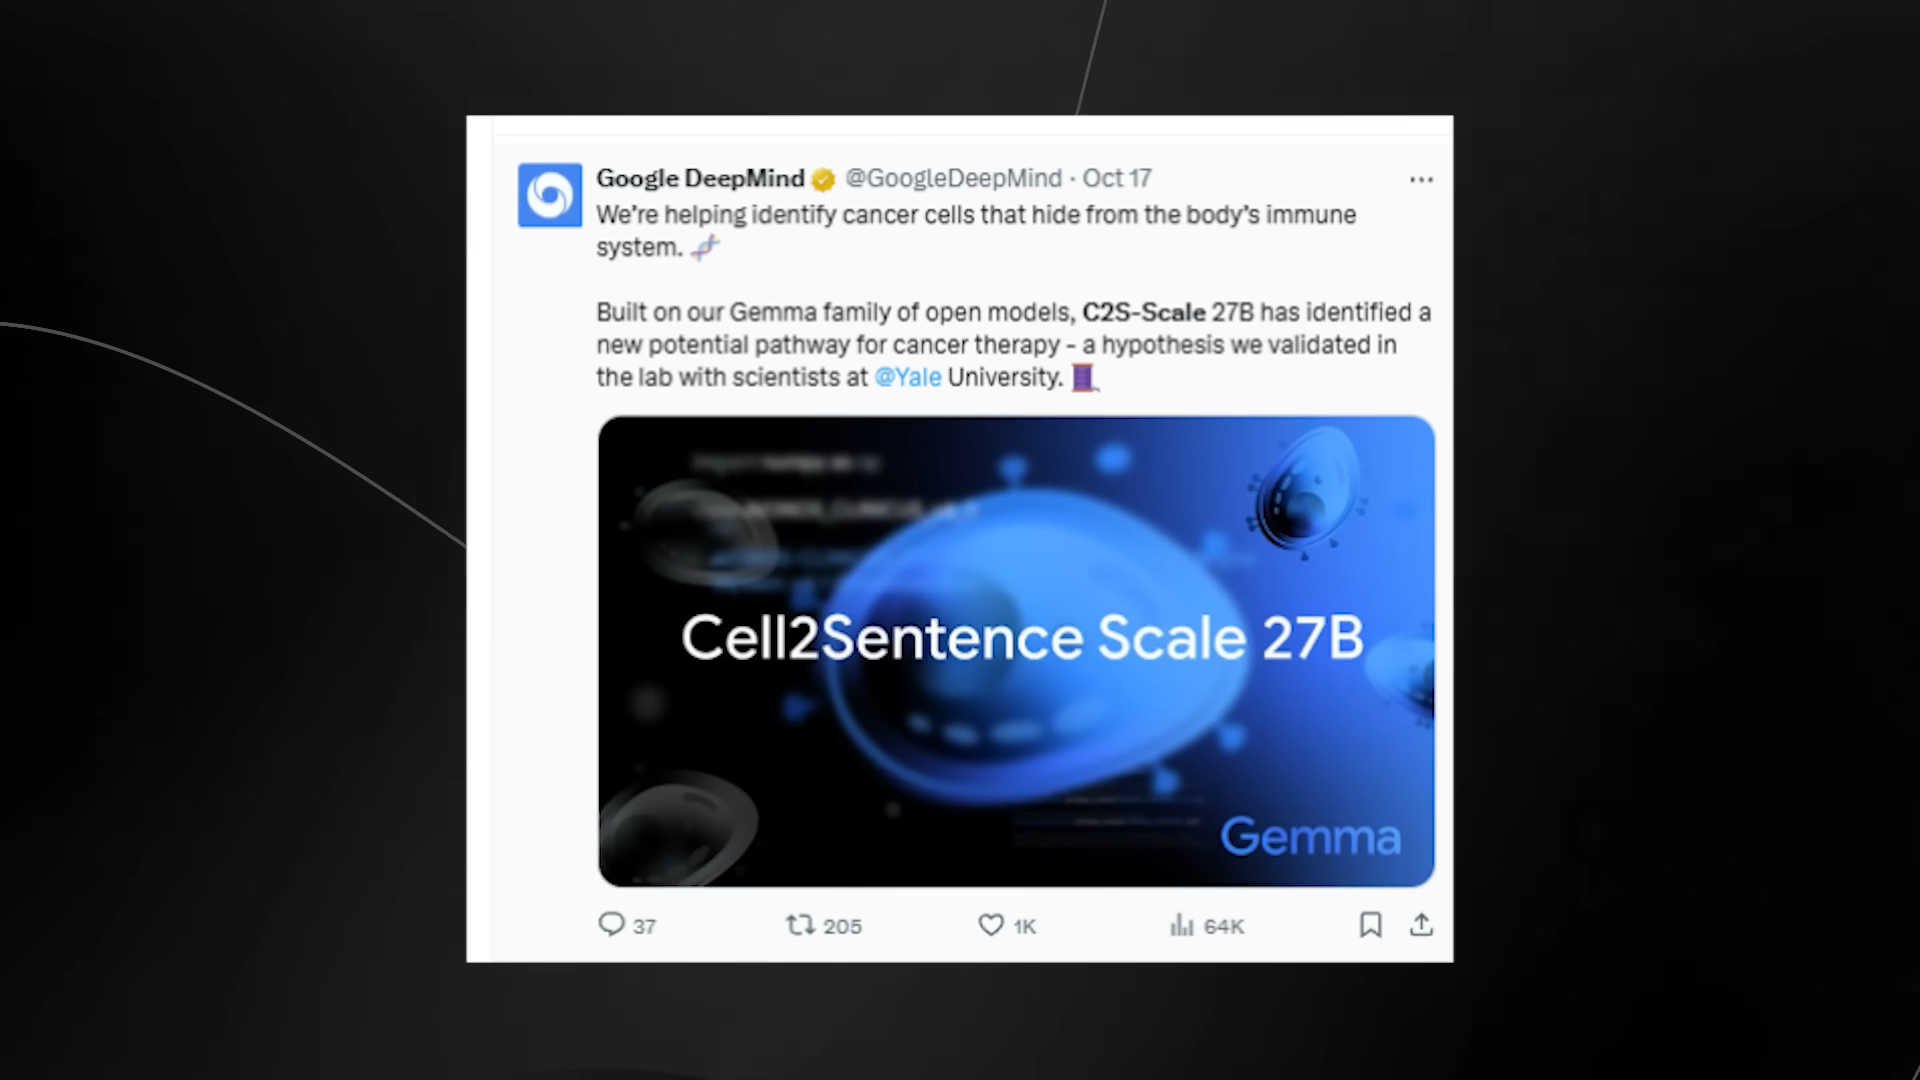 Google DeepMind @GoogleDeepMind · Oct 17
We’re helping identify cancer cells that hide from the body’s immune
system. 🧬
Built on our Gemma family of open models, C2S-Scale 27B has identified a
new potential pathway for cancer therapy - a hypothesis we validated in
the lab with scientists at @Yale University. 🧵
Cell2Sentence Scale 27B
Gemma
37 205 1K 64K